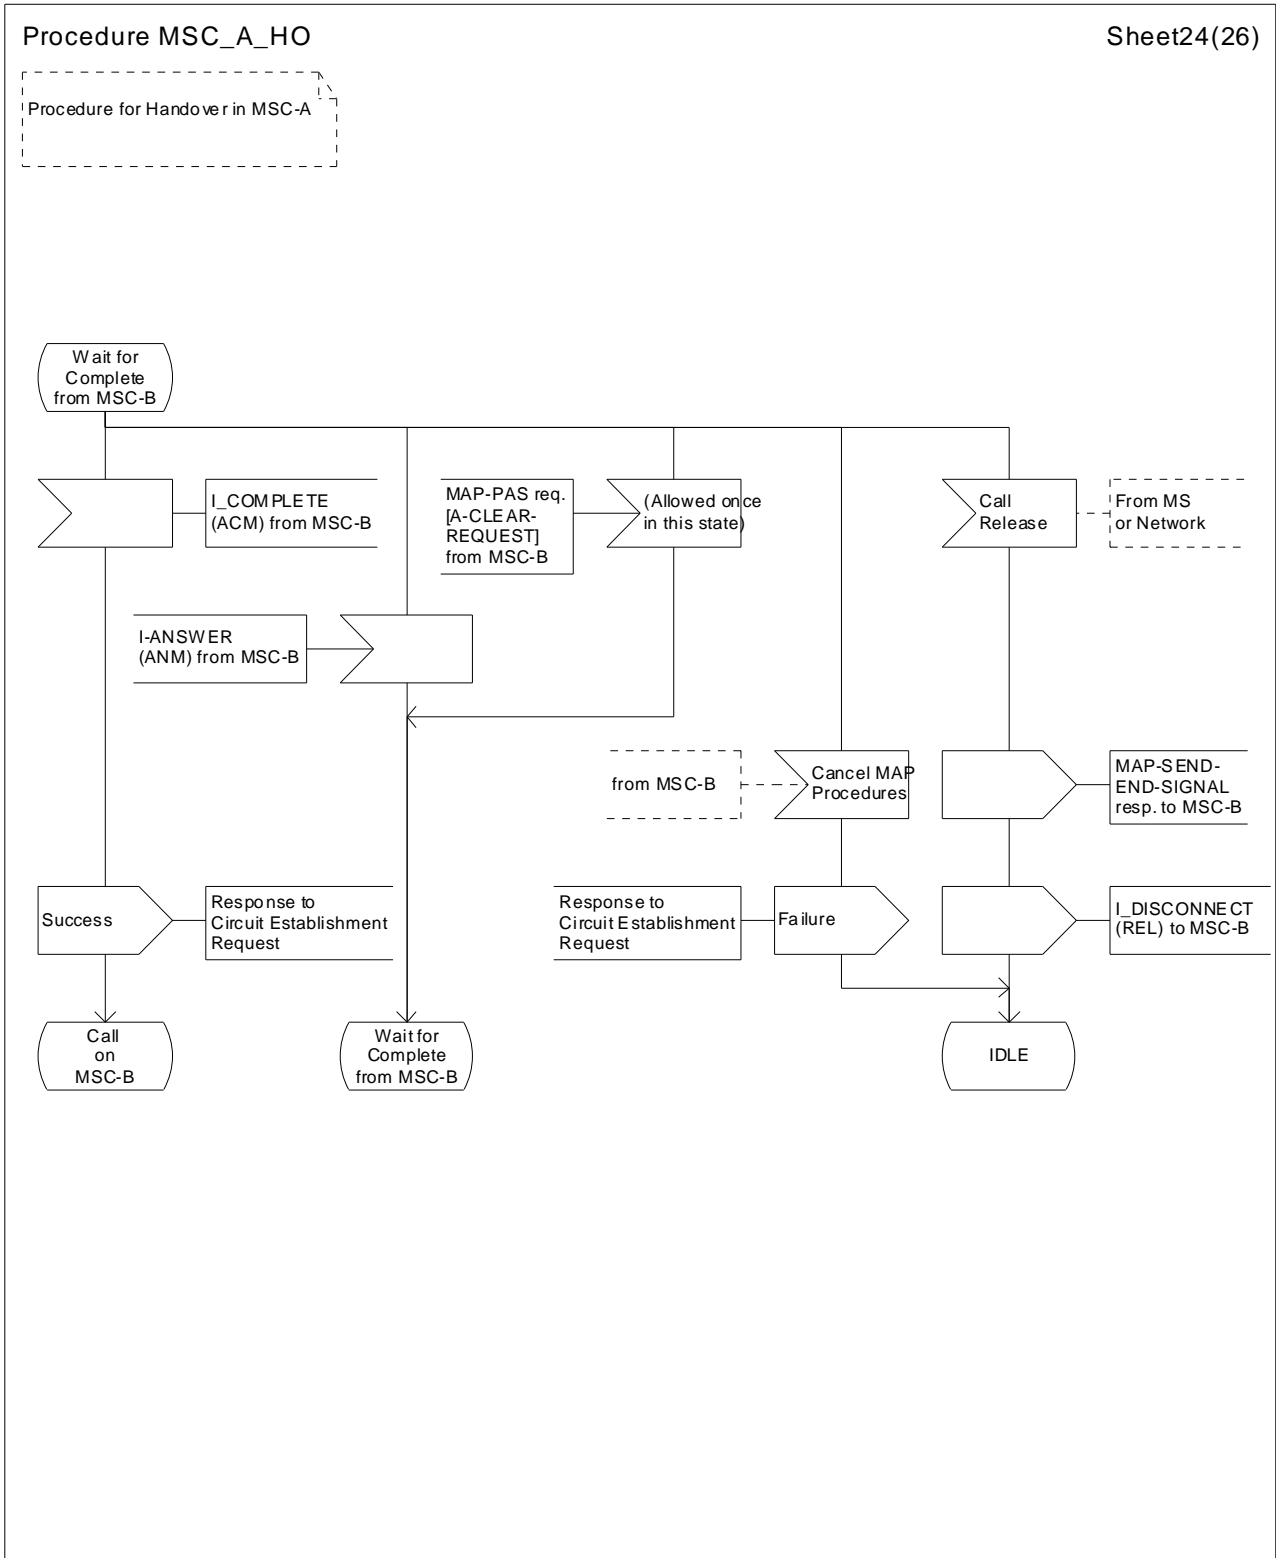 Procedure MSC_A_HO
Sheet24(26)
Procedure for Handover in MSC-A
Wait for
Complete
from MSC-B
I_COMPLETE
(ACM) from MSC-B
MAP-PAS req.
[A-CLEAR-
REQUEST]
from MSC-B
(Allowed once
in this state)
Call
Release
From MS
or Network
I-ANSWER
(ANM) from MSC-B
from MSC-B
Cancel MAP
Procedures
MAP-SEND-
END-SIGNAL
resp. to MSC-B
Success
Response to
Circuit Establishment
Request
Response to
Circuit Establishment
Request
Failure
I_DISCONNECT
(REL) to MSC-B
Call
on
MSC-B
Wait for
Complete
from MSC-B
IDLE